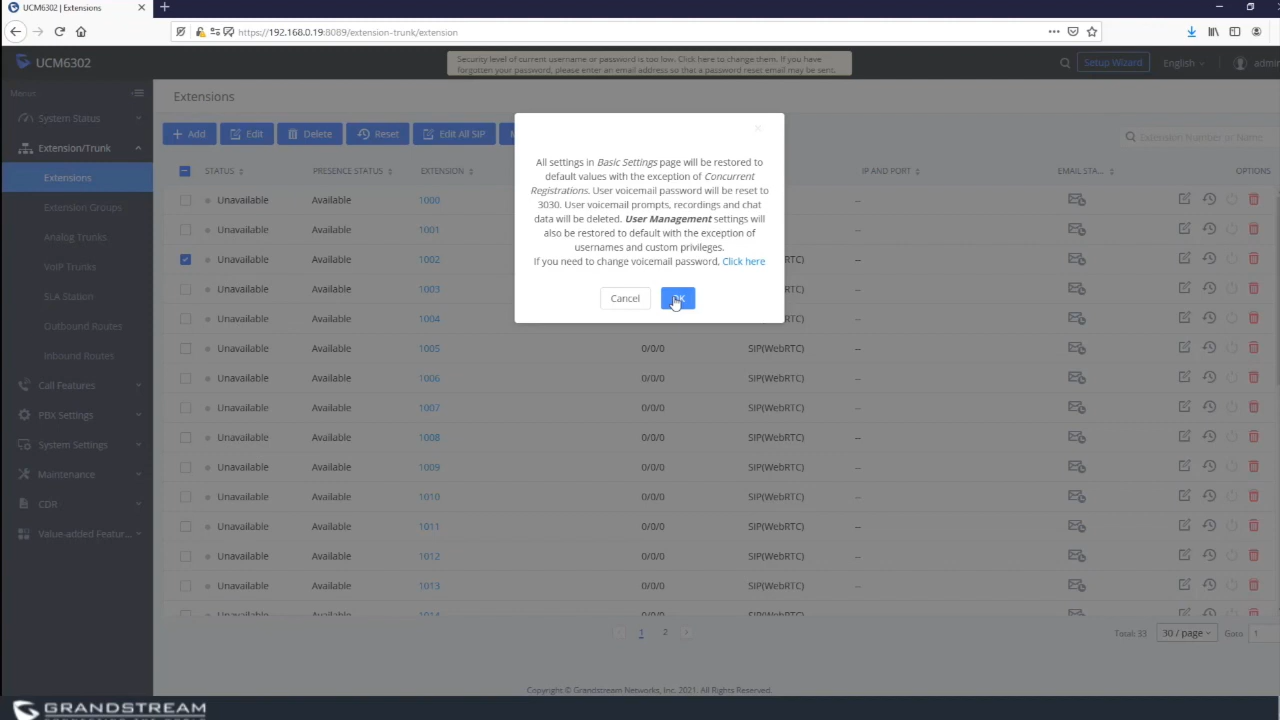 UCM6302 | Extensions
https://192.168.0.19:8089/extension-trunk/extension
UCM6302
Security level of current username or password is too low. Click here to change them. If you have
forgotten your password, please enter an email address so that a password reset email may be sent.
Setup Wizard
English
admin
Menus
System Status
Extension/Trunk
Extensions
Extension Groups
Analog Trunks
VoIP Trunks
SLA Station
Outbound Routes
Inbound Routes
Call Features
PBX Settings
System Settings
Maintenance
CDR
Value-added Featur...
Extensions
Add
Edit
Delete
Reset
Edit All SIP
Extension Number or Name
STATUS PRESENCE STATUS EXTENSION IP AND PORT EMAIL STA... OPTIONS
Unavailable Available 1000 --
Unavailable Available 1001 --
Unavailable Available 1002 --
Unavailable Available 1003 --
Unavailable Available 1004 --
Unavailable Available 1005 0/0/0 SIP(WebRTC) --
Unavailable Available 1006 0/0/0 SIP(WebRTC) --
Unavailable Available 1007 0/0/0 SIP(WebRTC) --
Unavailable Available 1008 0/0/0 SIP(WebRTC) --
Unavailable Available 1009 0/0/0 SIP(WebRTC) --
Unavailable Available 1010 0/0/0 SIP(WebRTC) --
Unavailable Available 1011 0/0/0 SIP(WebRTC) --
Unavailable Available 1012 0/0/0 SIP(WebRTC) --
Unavailable Available 1013 0/0/0 SIP(WebRTC) --
Unavailable Available 1014 0/0/0 SIP(WebRTC) --
All settings in Basic Settings page will be restored to
default values with the exception of Concurrent
Registrations. User voicemail password will be reset to
3030. User voicemail prompts, recordings and chat
data will be deleted. User Management settings will
also be restored to default with the exception of
usernames and custom privileges.
If you need to change voicemail password, Click here
Cancel
OK
1 2
Total: 33 30 / page Goto 1
Copyright © Grandstream Networks, Inc. 2021. All Rights Reserved.
GRANDSTREAM